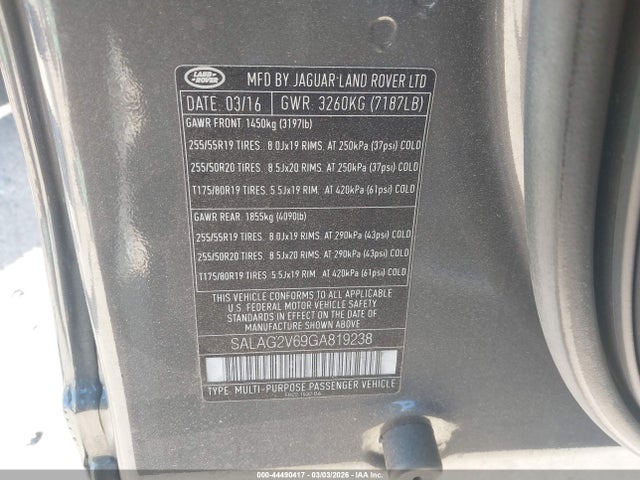 LAND ROVER
MFD BY JAGUAR LAND ROVER LTD
DATE: 03/16 GWR. 3260KG (7187LB)
GAWR FRONT 1450kg (3197lb)
255/55R19 TIRES. 8.0Jx19 RIMS. AT 250kPa (37psi) COLD
255/50R20 TIRES. 8.5Jx20 RIMS. AT 250kPa (37psi) COLD
T175/80R19 TIRES. 5.5Jx19 RIM. AT 420kPa (61psi) COLD
GAWR REAR. 1855kg (4090lb)
255/55R19 TIRES. 8.0Jx19 RIMS. AT 290kPa (43psi) COLD
255/50R20 TIRES. 8.5Jx20 RIMS. AT 290kPa (43psi) COLD
T175/80R19 TIRES. 5.5Jx19 RIM. AT 420kPa (61psi) COLD
THIS VEHICLE CONFORMS TO ALL APPLICABLE
U.S. FEDERAL MOTOR VEHICLE SAFETY
STANDARDS IN EFFECT ON THE DATE OF
MANUFACTURE SHOWN ABOVE
SALAG2V69GA819238
TYPE: MULTI-PURPOSE PASSENGER VEHICLE
000-44490417 - 03/03/2026 - COPYRIGHT IAA, LLC.